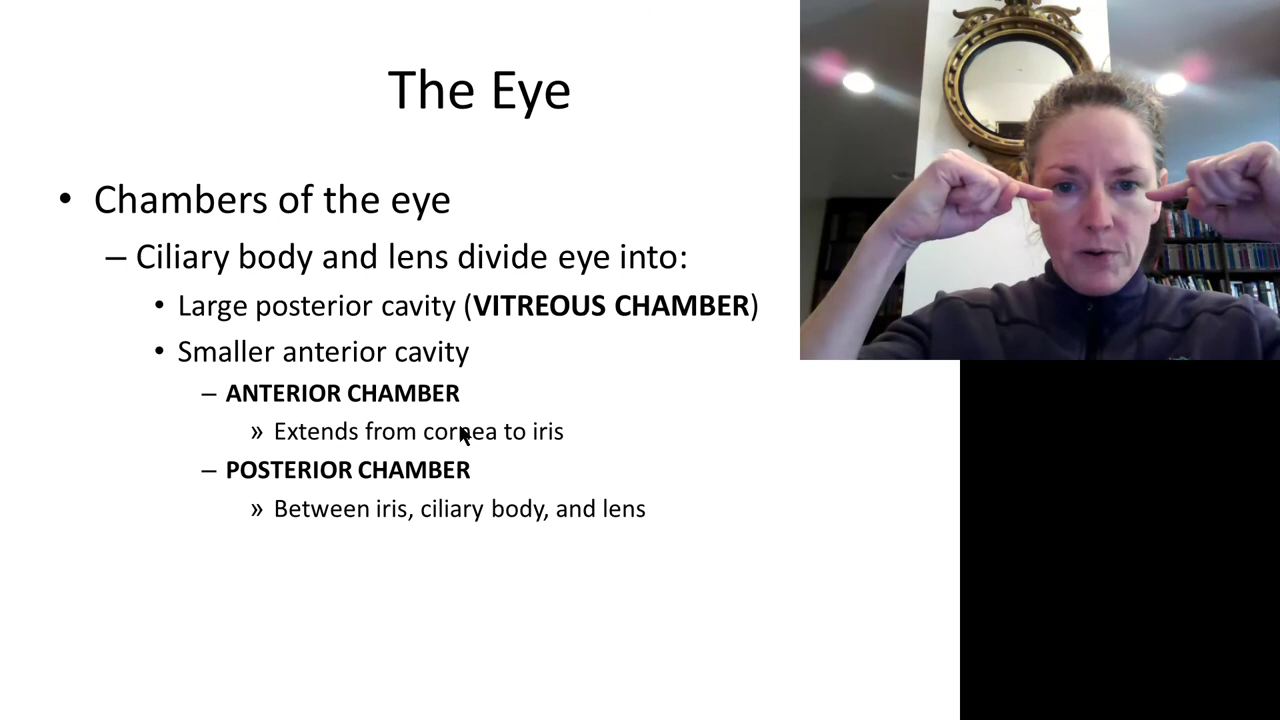 The Eye
• Chambers of the eye
– Ciliary body and lens divide eye into:
• Large posterior cavity (VITREOUS CHAMBER)
• Smaller anterior cavity
– ANTERIOR CHAMBER
» Extends from cornea to iris
– POSTERIOR CHAMBER
» Between iris, ciliary body, and lens